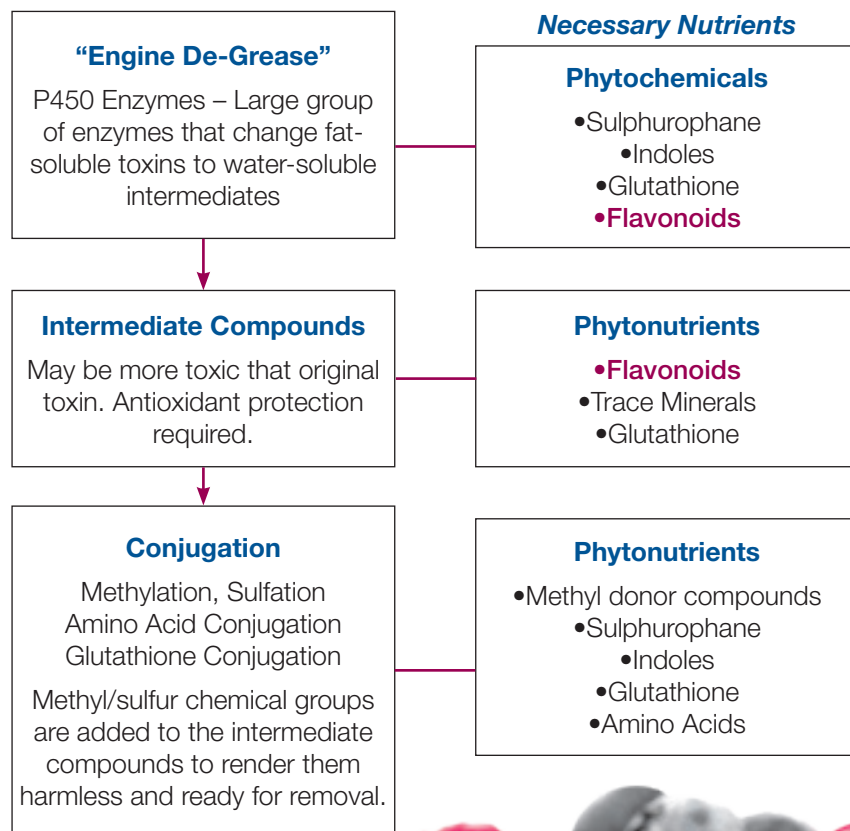 “Engine De-Grease”
P450 Enzymes – Large group
of enzymes that change fat-
soluble toxins to water-soluble
intermediates
Necessary Nutrients
Phytochemicals
•Sulphurophane
•Indoles
•Glutathione
•Flavonoids
Intermediate Compounds
May be more toxic that original
toxin. Antioxidant protection
required.
Phytonutrients
•Flavonoids
•Trace Minerals
•Glutathione
Conjugation
Methylation, Sulfation
Amino Acid Conjugation
Glutathione Conjugation
Methyl/sulfur chemical groups
are added to the intermediate
compounds to render them
harmless and ready for removal.
Phytonutrients
•Methyl donor compounds
•Sulphurophane
•Indoles
•Glutathione
•Amino Acids